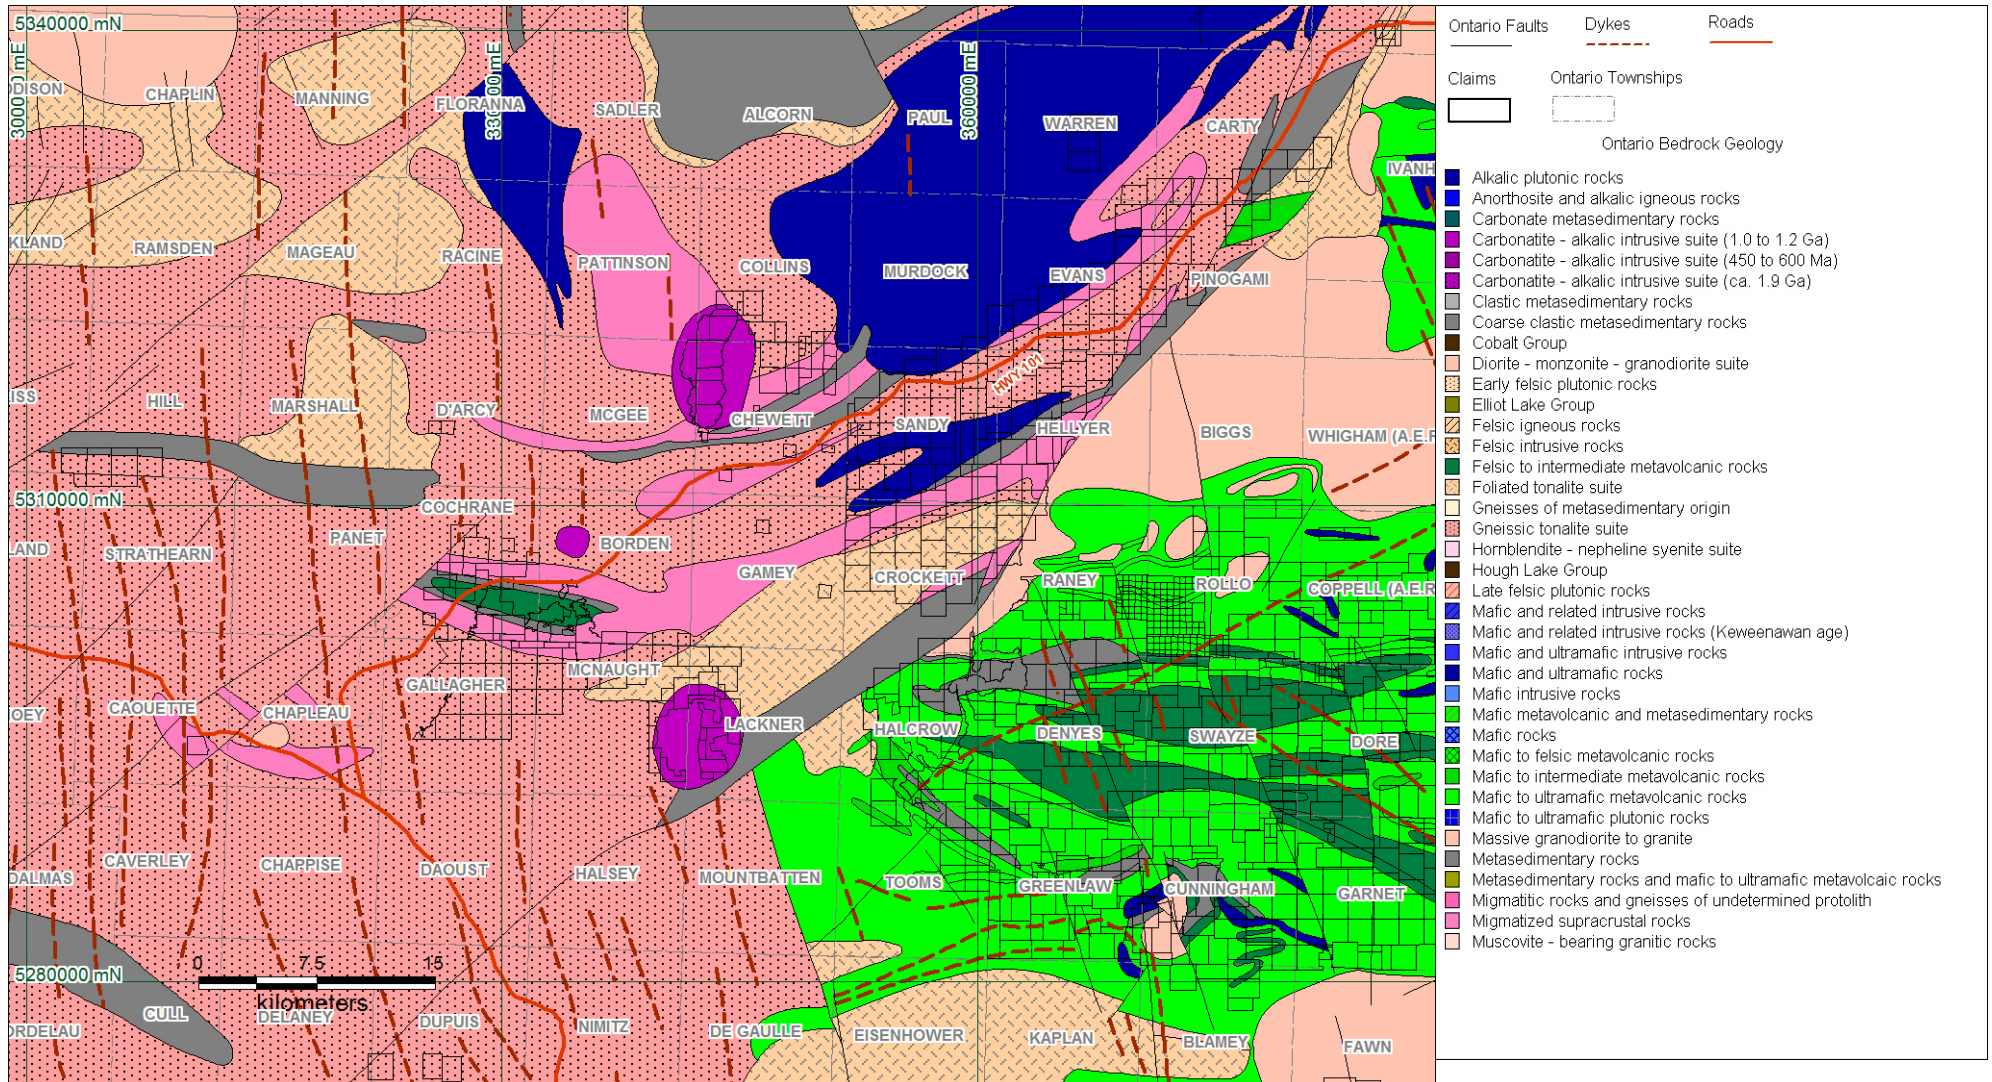 5340000 mN
300000 mE
330000 mE
3600000 mE
DDISON
CHAPLIN
MANNING
FLORANNA
SADLER
ALCORN
PAUL
WARREN
CARTY
IVANH
KLAND
RAMSDEN
MAGEAU
RACINE
PATTINSON
COLLINS
MURDOCK
EVANS
PINOGAMI
HWY 101
ISS
HILL
MARSHALL
D'ARCY
MCGEE
CHEWETT
SANDY
HELLYER
BIGGS
WHIGHAM (A.E.R
5310000 mN
LAND
STRATHEARN
PANET
COCHRANE
BORDEN
GAMEY
CROCKETT
RANEY
ROLLO
COPPELL (A.E.R
OEY
CAOUETTE
CHAPLEAU
GALLAGHER
MCNAUGHT
LACKNER
HALCROW
DENYES
SWAYZE
DORE
DALMAS
CAVERLEY
CHAPPISE
DAOUST
HALSEY
MOUNTBATTEN
TOOMS
GREENLAW
CUNNINGHAM
GARNET
5280000 mN
0 7.5 15
kilometers
ORDELAU
CULL
DELANEY
DUPUIS
NIMITZ
DE GAULLE
EISENHOWER
KAPLAN
BLAMEY
FAWN
Ontario Faults
Dykes
Roads
Claims
Ontario Townships
Ontario Bedrock Geology
Alkalic plutonic rocks
Anorthosite and alkalic igneous rocks
Carbonate metasedimentary rocks
Carbonatite - alkalic intrusive suite (1.0 to 1.2 Ga)
Carbonatite - alkalic intrusive suite (450 to 600 Ma)
Carbonatite - alkalic intrusive suite (ca. 1.9 Ga)
Clastic metasedimentary rocks
Coarse clastic metasedimentary rocks
Cobalt Group
Diorite - monzonite - granodiorite suite
Early felsic plutonic rocks
Elliot Lake Group
Felsic igneous rocks
Felsic intrusive rocks
Felsic to intermediate metavolcanic rocks
Foliated tonalite suite
Gneisses of metasedimentary origin
Gneissic tonalite suite
Hornblendite - nepheline syenite suite
Hough Lake Group
Late felsic plutonic rocks
Mafic and related intrusive rocks
Mafic and related intrusive rocks (Keweenawan age)
Mafic and ultramafic intrusive rocks
Mafic and ultramafic rocks
Mafic intrusive rocks
Mafic metavolcanic and metasedimentary rocks
Mafic rocks
Mafic to felsic metavolcanic rocks
Mafic to intermediate metavolcanic rocks
Mafic to ultramafic metavolcanic rocks
Mafic to ultramafic plutonic rocks
Massive granodiorite to granite
Metasedimentary rocks
Metasedimentary rocks and mafic to ultramafic metavolcaic rocks
Migmatitic rocks and gneisses of undetermined protolith
Migmatized supracrustal rocks
Muscovite - bearing granitic rocks